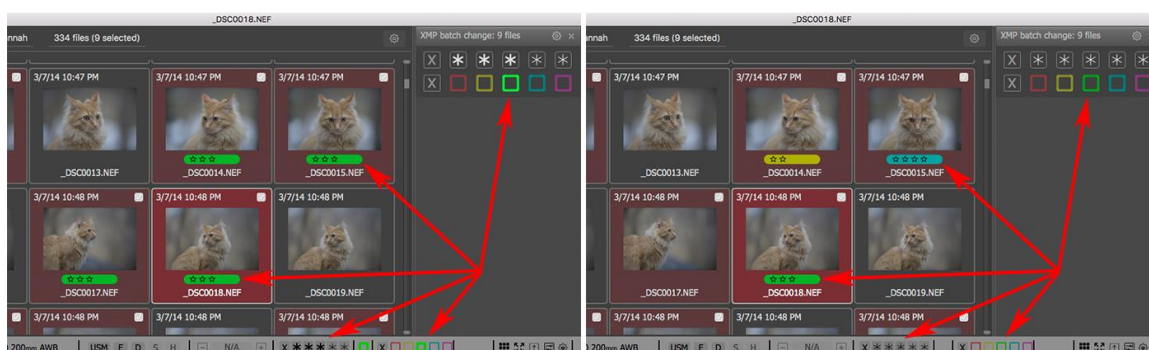 _DSC0018.NEF
nnah 334 files (9 selected)
XMP batch change: 9 files ×
X * * * * *
X
3/7/14 10:47 PM 3/7/14 10:47 PM 3/7/14 10:47 PM
_DSC0013.NEF _DSC0014.NEF _DSC0015.NEF
3/7/14 10:48 PM 3/7/14 10:48 PM 3/7/14 10:48 PM
_DSC0017.NEF _DSC0018.NEF _DSC0019.NEF
3/7/14 10:48 PM 3/7/14 10:48 PM 3/7/14 10:48 PM
200mm AWB USM F D S H − N/A + X * * * * * X
_DSC0018.NEF
nnah 334 files (9 selected)
XMP batch change: 9 files
X * * * * *
X
3/7/14 10:47 PM 3/7/14 10:47 PM 3/7/14 10:47 PM
_DSC0013.NEF _DSC0014.NEF _DSC0015.NEF
3/7/14 10:48 PM 3/7/14 10:48 PM 3/7/14 10:48 PM
_DSC0017.NEF _DSC0018.NEF _DSC0019.NEF
3/7/14 10:48 PM 3/7/14 10:48 PM 3/7/14 10:48 PM
200mm AWB USM F D S H − N/A + X * * * * * X